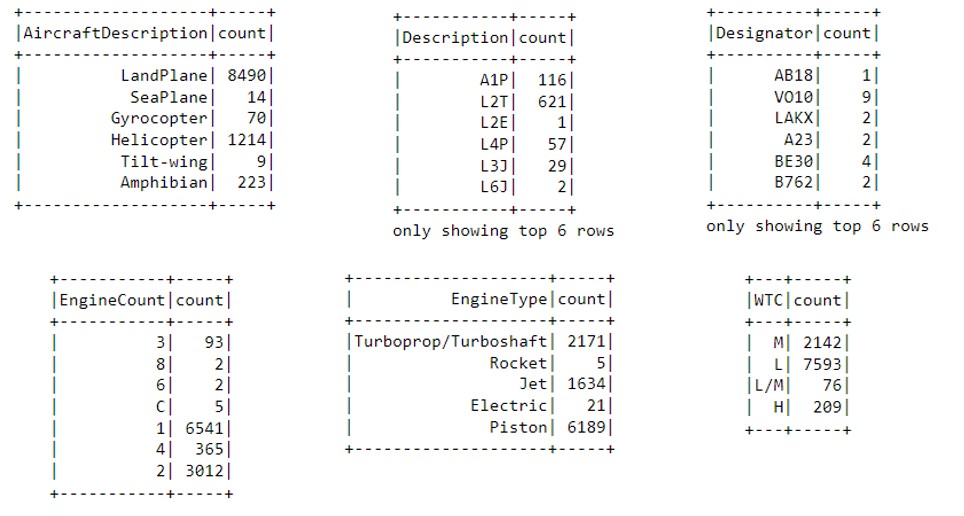 +-------------------+-----+
|AircraftDescription|count|
+-------------------+-----+
|          LandPlane| 8490|
|           SeaPlane|   14|
|         Gyrocopter|   70|
|         Helicopter| 1214|
|          Tilt-wing|    9|
|          Amphibian|  223|
+-------------------+-----+
+-----------+-----+
|Description|count|
+-----------+-----+
|        A1P|  116|
|        L2T|  621|
|        L2E|    1|
|        L4P|   57|
|        L3J|   29|
|        L6J|    2|
+-----------+-----+
only showing top 6 rows
+----------+-----+
|Designator|count|
+----------+-----+
|      AB18|    1|
|      VO10|    9|
|      LAKX|    2|
|       A23|    2|
|      BE30|    4|
|      B762|    2|
+----------+-----+
only showing top 6 rows
+-----------+-----+
|EngineCount|count|
+-----------+-----+
|          3|   93|
|          8|    2|
|          6|    2|
|          C|    5|
|          1| 6541|
|          4|  365|
|          2| 3012|
+-----------+-----+
+--------------------+-----+
|          EngineType|count|
+--------------------+-----+
|Turboprop/Turboshaft| 2171|
|              Rocket|    5|
|                 Jet| 1634|
|            Electric|   21|
|              Piston| 6189|
+--------------------+-----+
+---+-----+
|WTC|count|
+---+-----+
|  M| 2142|
|  L| 7593|
|L/M|   76|
|  H|  209|
+---+-----+